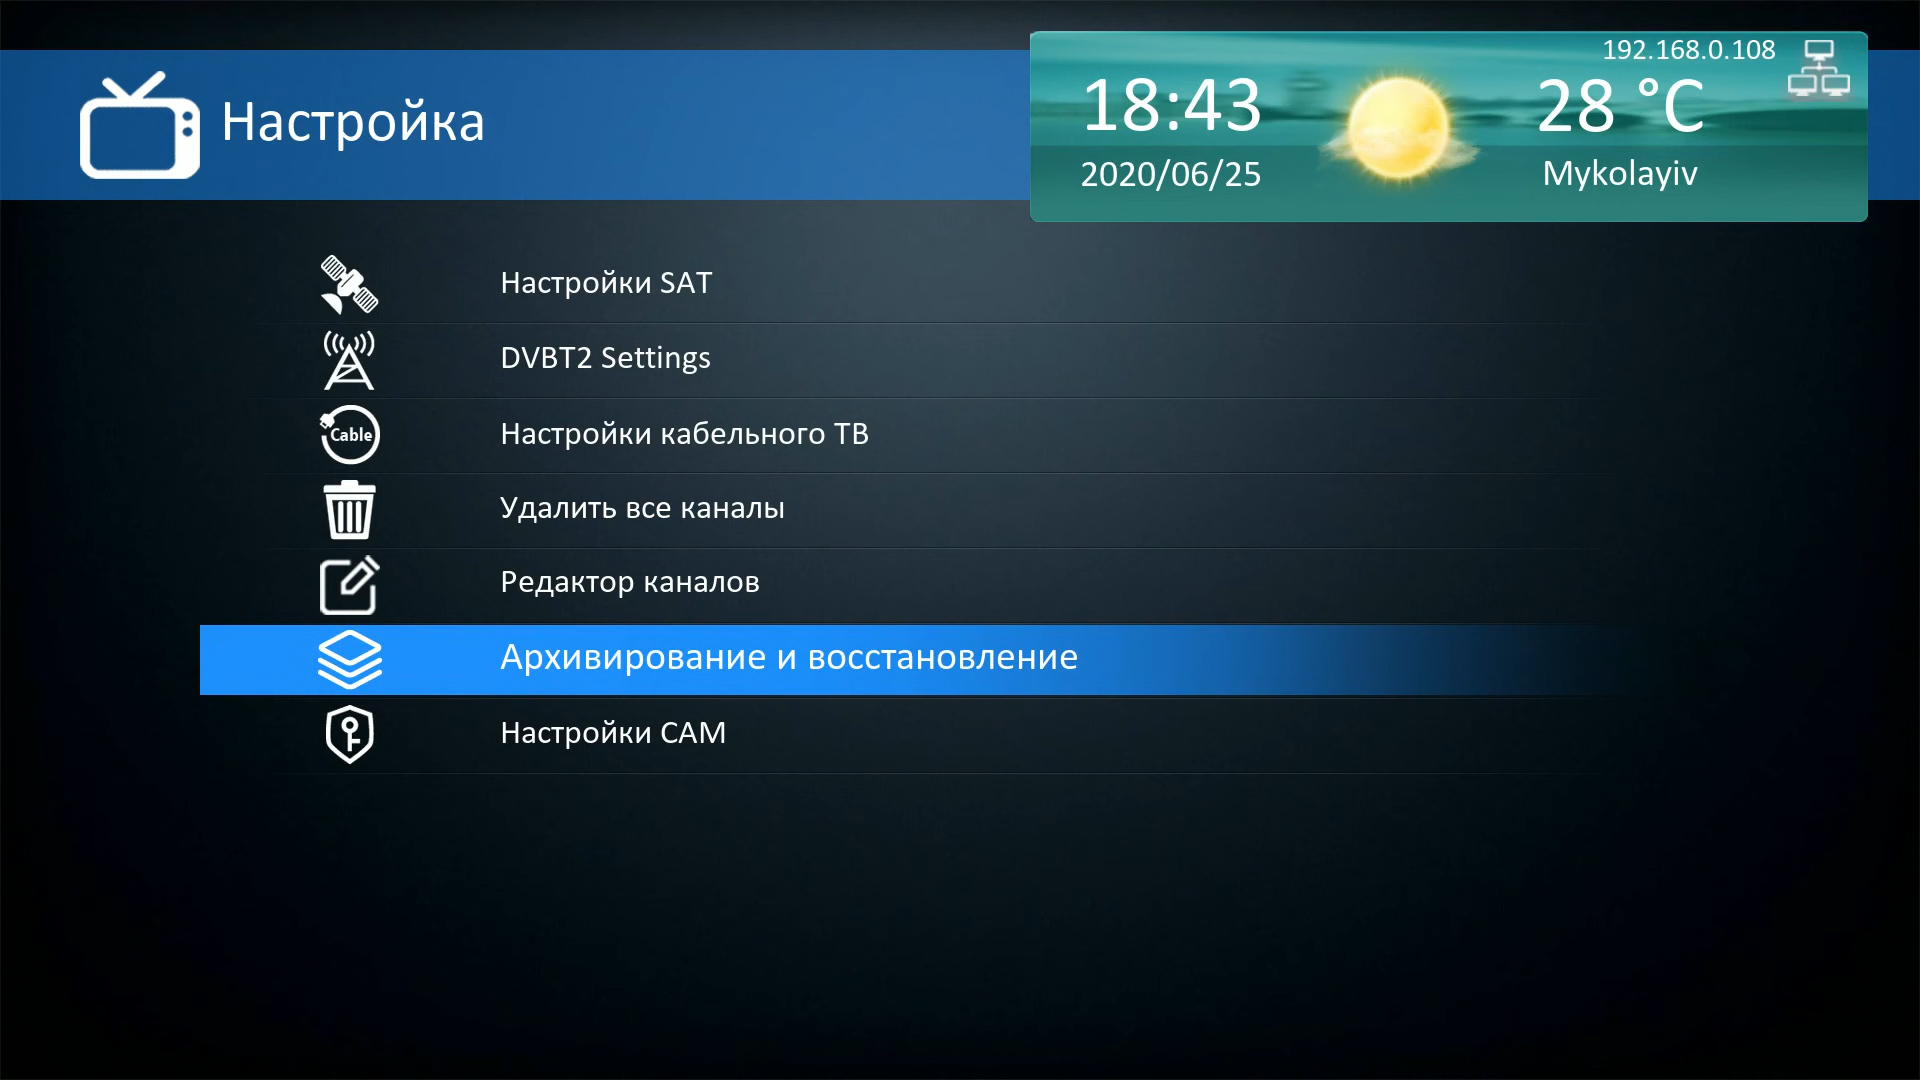 Настройка
192.168.0.108
18:43
28 °C
2020/06/25
Mykolayiv
Настройки SAT
DVBT2 Settings
Cable
Настройки кабельного ТВ
Удалить все каналы
Редактор каналов
Архивирование и восстановление
Настройки CAM